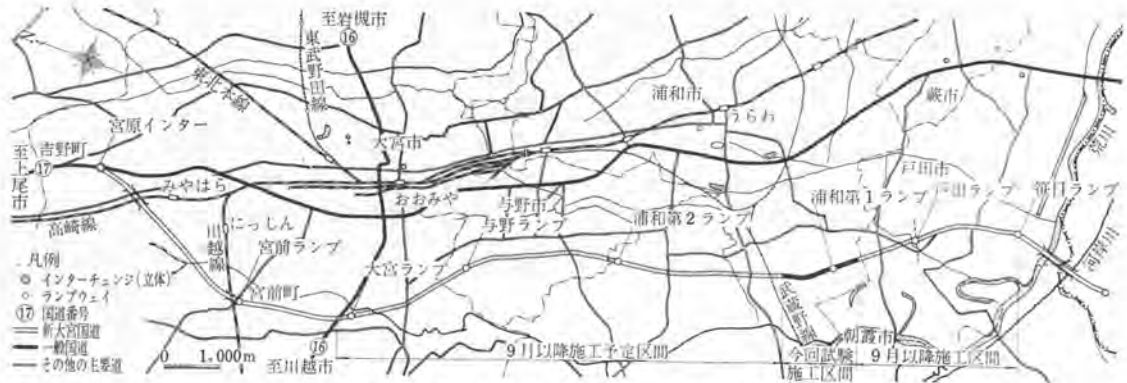 至岩槻市
⑯
東武野田線
東北本線
宮原インター
吉野町
至上尾市
⑰
高崎線
みやはら
大宮市
おおみや
浦和市
うらわ
蕨市
荒川
戸田市
戸田ランプ
笹目ランプ
浦和第1ランプ
浦和第2ランプ
与野市
与野ランプ
にっしん
川越線
宮前ランプ
大宮ランプ
宮前町
武蔵野線
朝霞市
凡例
インターチェンジ(立体)
ランプウェイ
⑰ 国道番号
新大宮国道
一般国道
その他の主要道
0 1,000m
⑯
至川越市
9月以降施工予定区間
今回試験
施工区間
9月以降施工区間